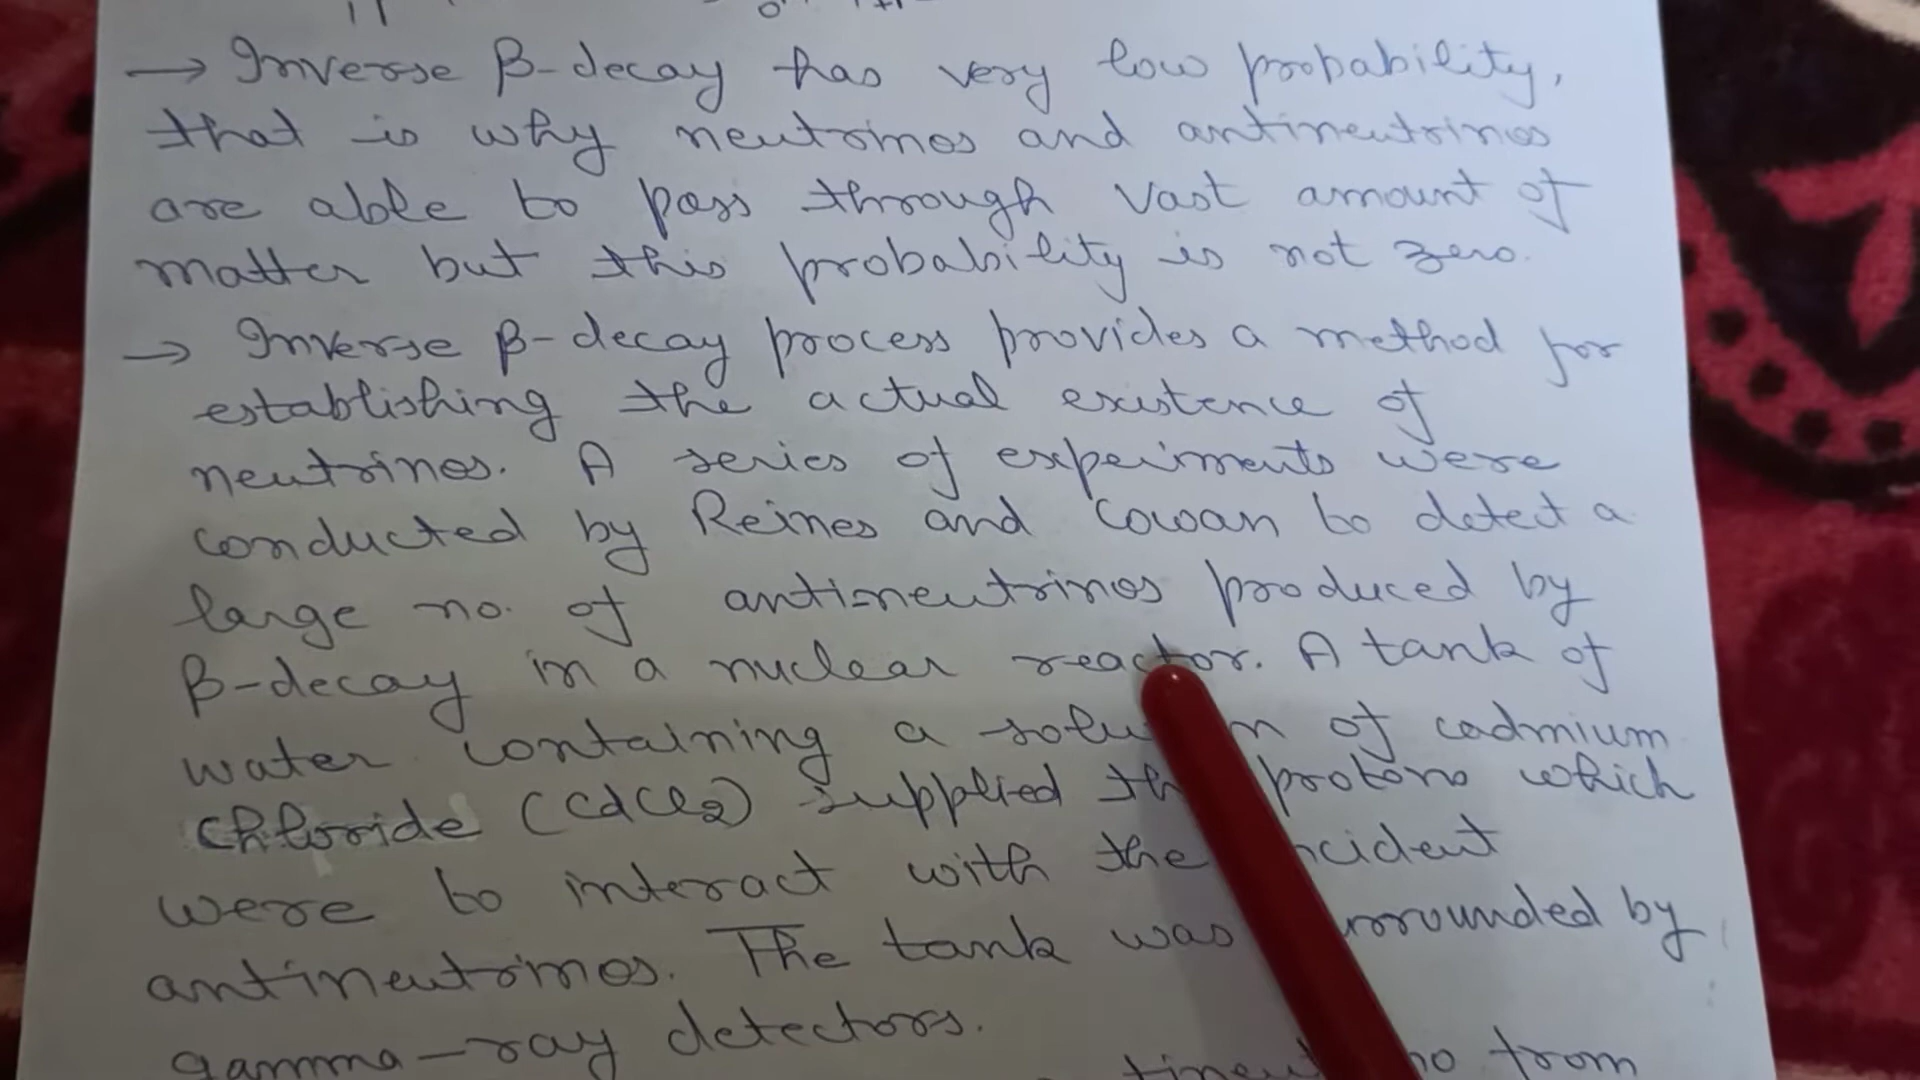 → Inverse β-decay has very low probability,
that is why neutrinos and antineutrinos
are able to pass through vast amount of
matter but this probability is not zero.
→ Inverse β-decay process provides a method for
establishing the actual existence of
neutrinos. A series of experiments were
conducted by Reines and Cowan to detect a
large no. of antineutrinos produced by
β-decay in a nuclear reactor. A tank of
water containing a of cadmium
chloride (CdCl2) supplied protons which
were to interact with the
antineutrinos. The tank was by
gamma-ray detectors.
from